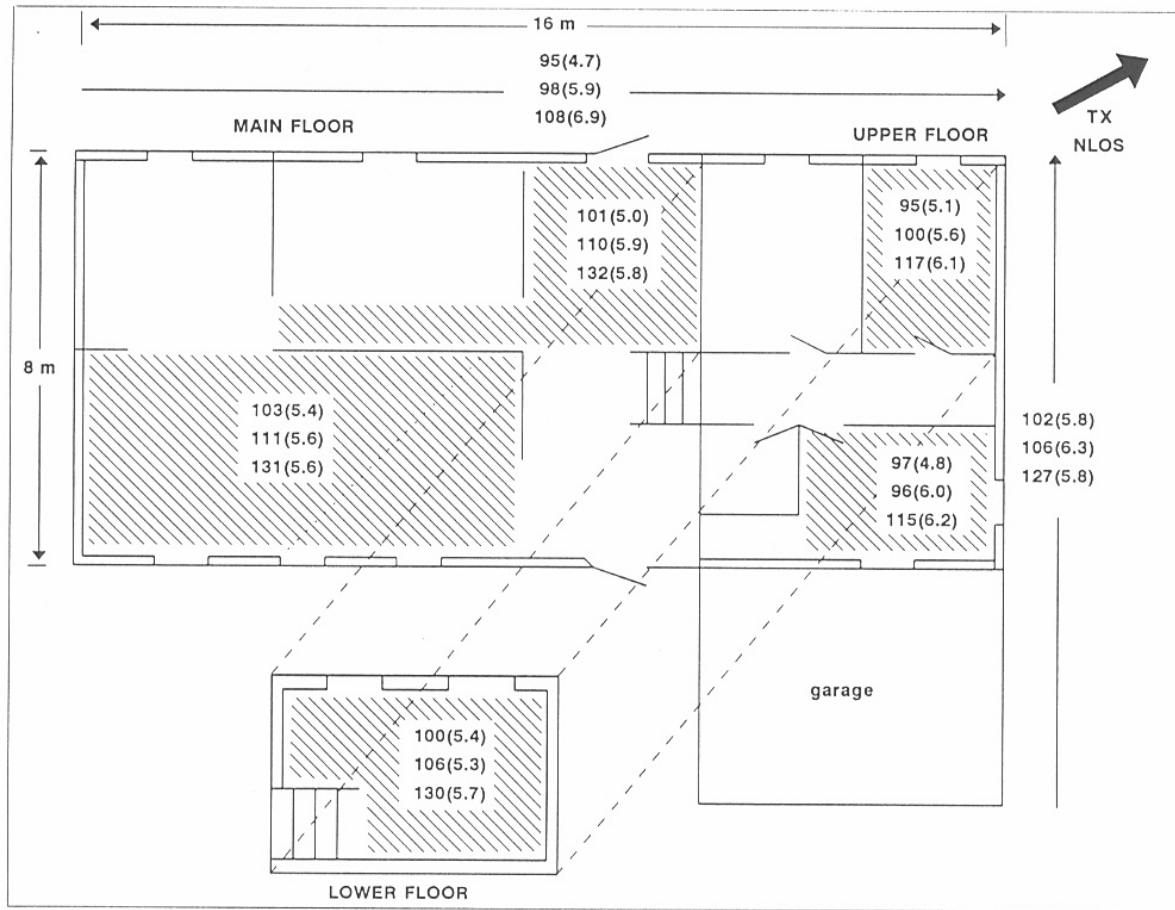 16 m
95(4.7)
98(5.9)
108(6.9)
TX
NLOS
MAIN FLOOR
UPPER FLOOR
101(5.0)
110(5.9)
132(5.8)
95(5.1)
100(5.6)
117(6.1)
8 m
103(5.4)
111(5.6)
131(5.6)
102(5.8)
106(6.3)
127(5.8)
97(4.8)
96(6.0)
115(6.2)
garage
100(5.4)
106(5.3)
130(5.7)
LOWER FLOOR